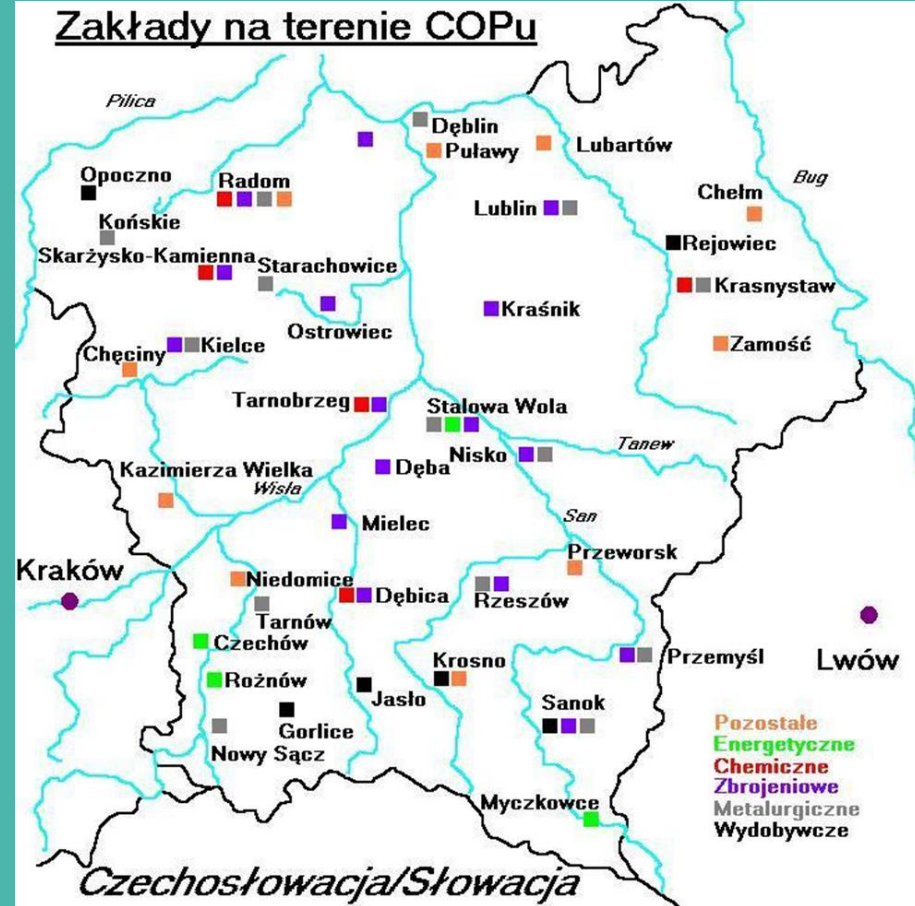 Zakłady na terenie COPu
Pilica
Dęblin
Puławy
Lubartów
Opoczno
Radom
Chełm
Bug
Lublin
Końskie
Rejowiec
Skarżysko-Kamienna
Starachowice
Krasnystaw
Kraśnik
Ostrowiec
Chęciny
Kielce
Zamość
Tarnobrzeg
Stalowa Wola
Tanew
Nisko
Dęba
Kazimierza Wielka
Wisła
Mielec
San
Przeworsk
Kraków
Niedomice
Dębica
Rzeszów
Tarnów
Czechów
Przemyśl
Lwów
Krosno
Rożnów
Jasło
Sanok
Gorlice
Nowy Sącz
Pozostałe
Energetyczne
Chemiczne
Zbrojeniowe
Metalurgiczne
Wydobywcze
Myczkowce
Czechosłowacja/Słowacja